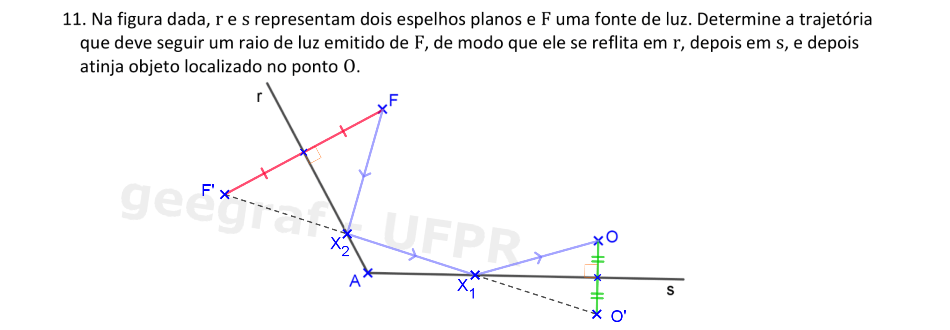 11. Na figura dada, r e s representam dois espelhos planos e F uma fonte de luz. Determine a trajetória
que deve seguir um raio de luz emitido de F, de modo que ele se reflita em r, depois em s, e depois
atinja objeto localizado no ponto O.
r
F
F'
geegraf - UFPR
X2
O
A
X1
s
O'